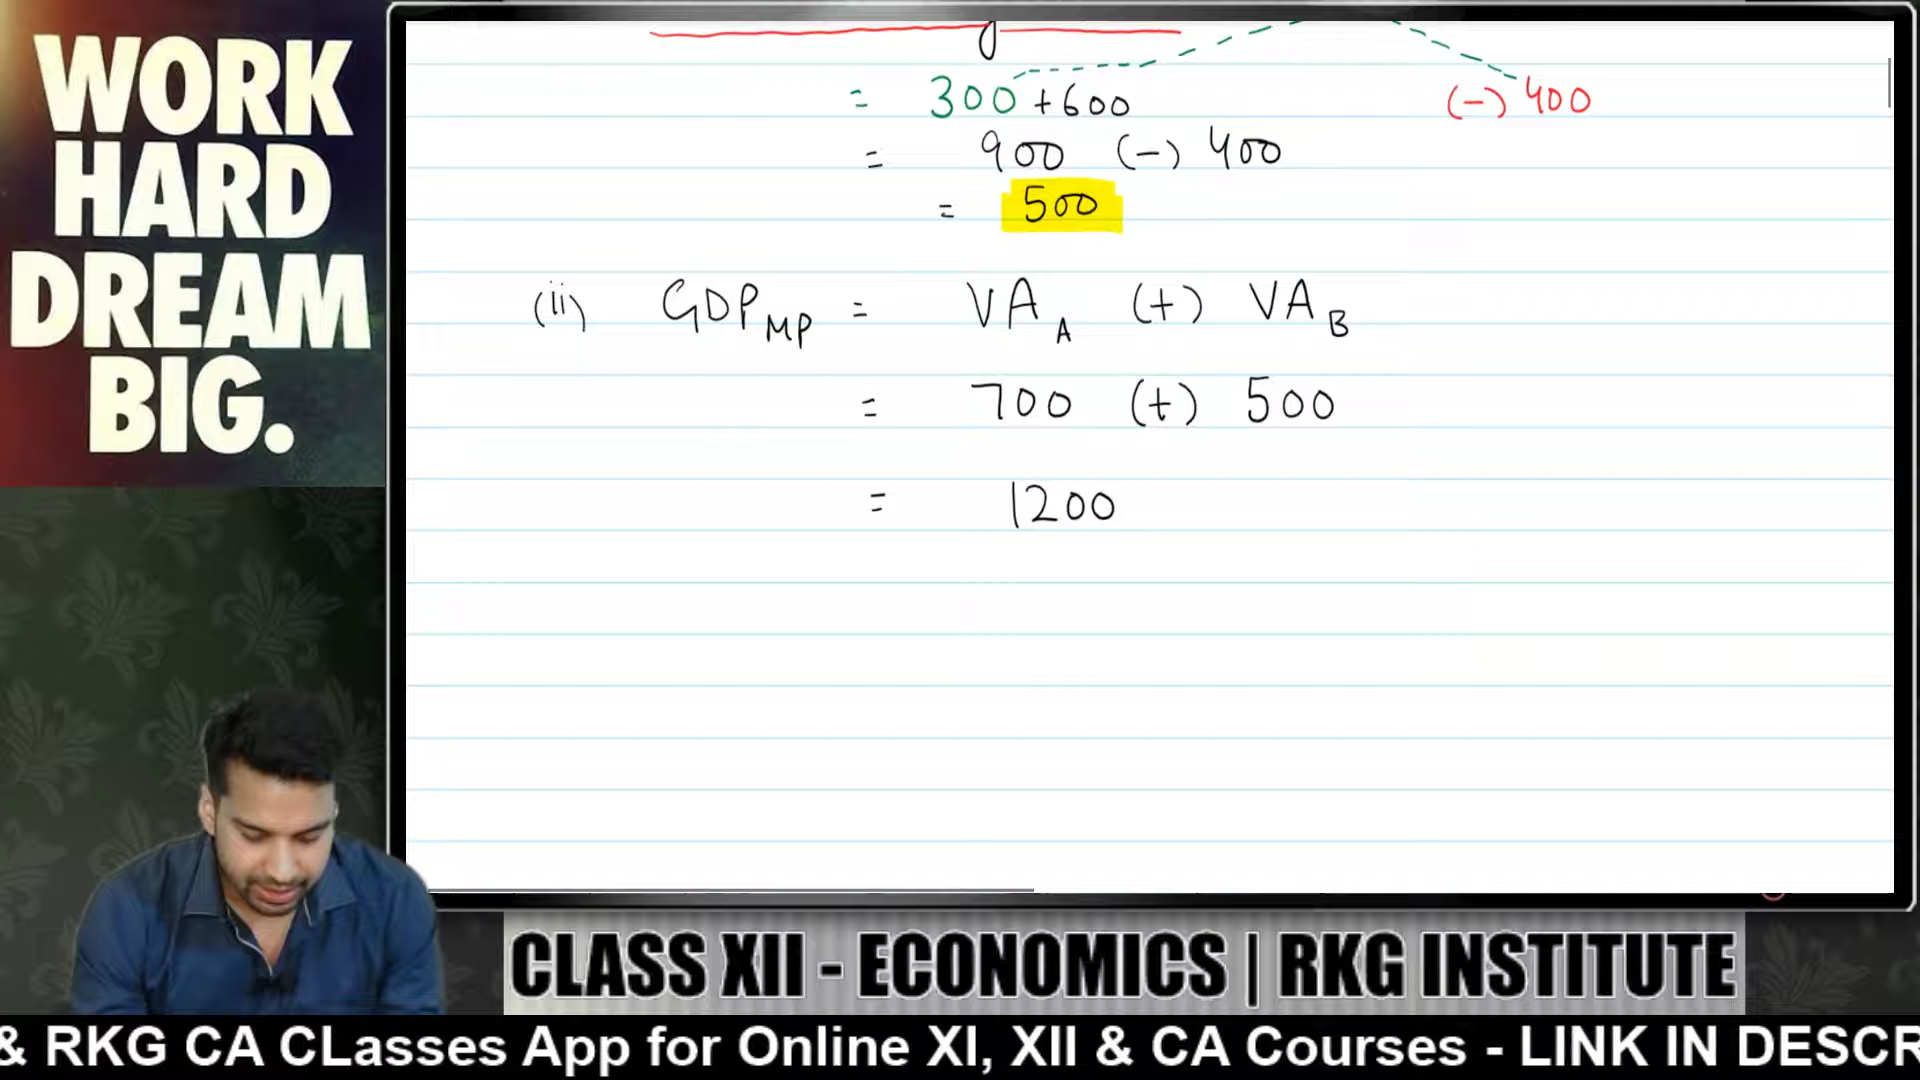 WORK
HARD
DREAM
BIG.
= 300 + 600 (-) 400
= 900 (-) 400
= 500
(ii) GDP MP = VA A (+) VA B
= 700 (+) 500
= 1200
CLASS XII - ECONOMICS | RKG INSTITUTE
& RKG CA CLasses App for Online XI, XII & CA Courses - LINK IN DESCR